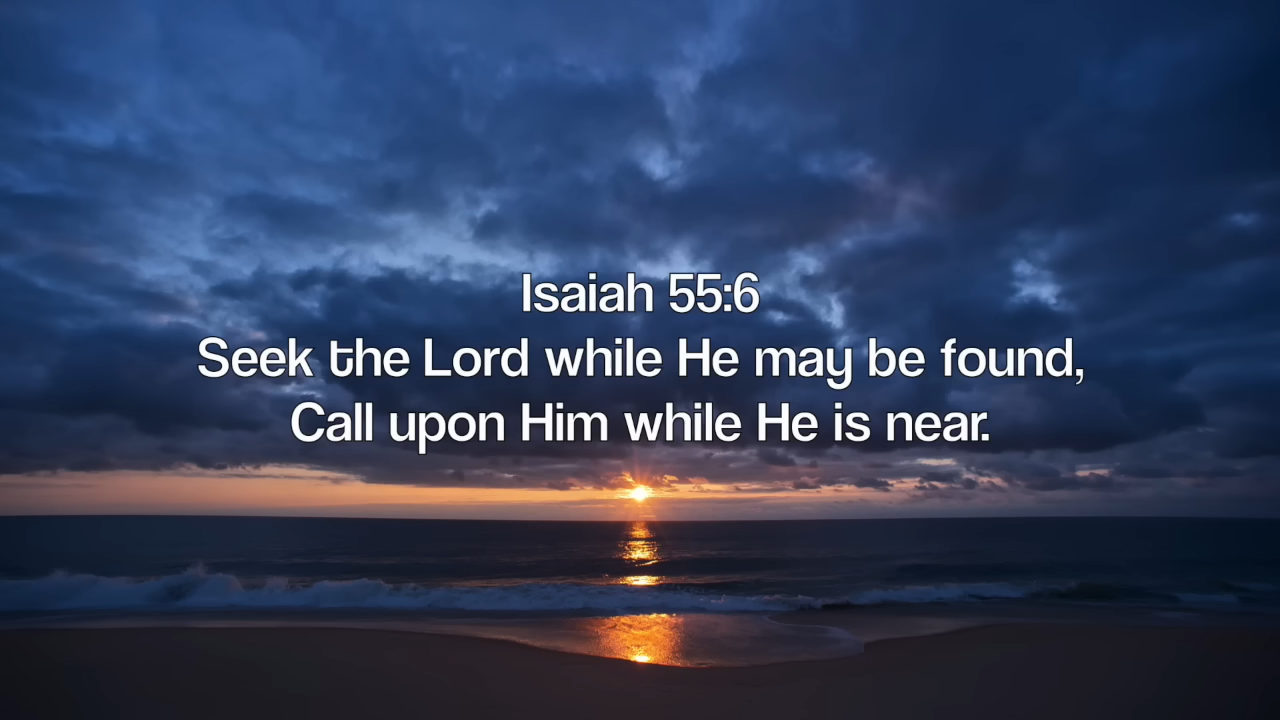 Isaiah 55:6
Seek the Lord while He may be found,
Call upon Him while He is near.